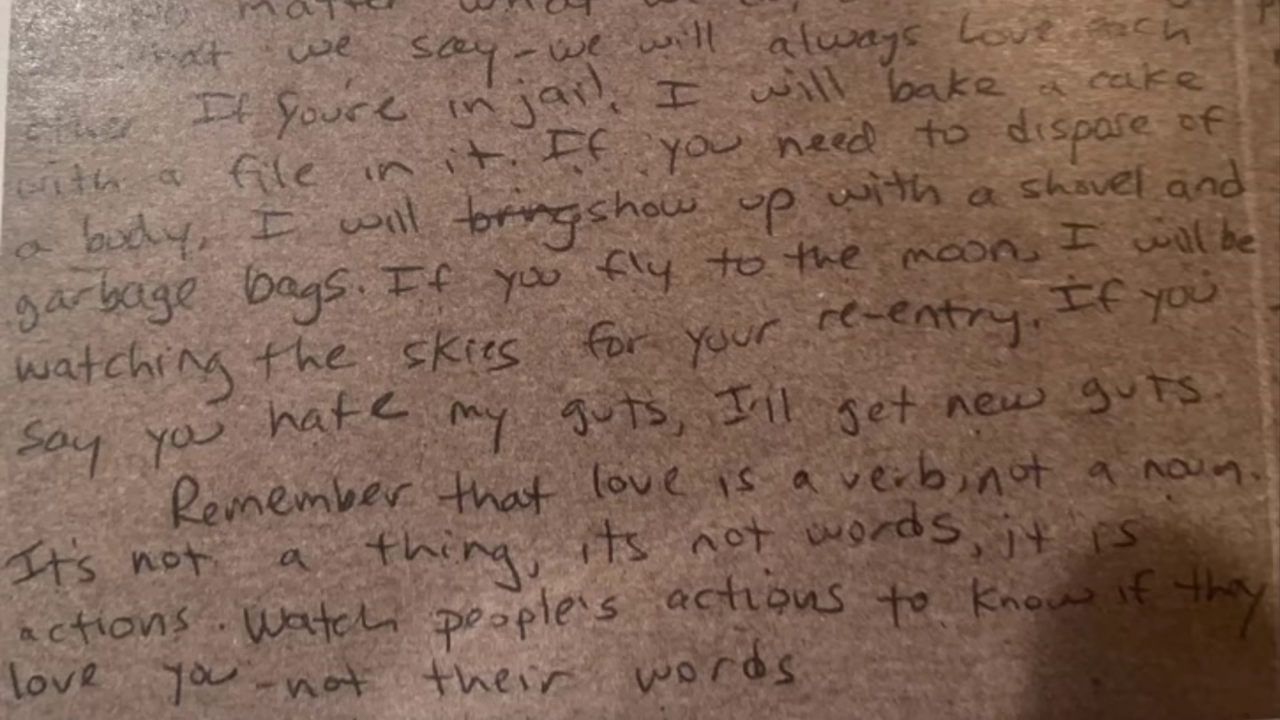 matter what we
what we say - we will always love each
other. If you're in jail, I will bake a cake
with a file in it. If you need to dispose of
a body, I will bring show up with a shovel and
garbage bags. If you fly to the moon, I will be
watching the skies for your re-entry. If you
say you hate my guts, I'll get new guts.
Remember that love is a verb, not a noun.
It's not a thing, its not words, it is
actions. Watch people's actions to know if they
love you - not their words